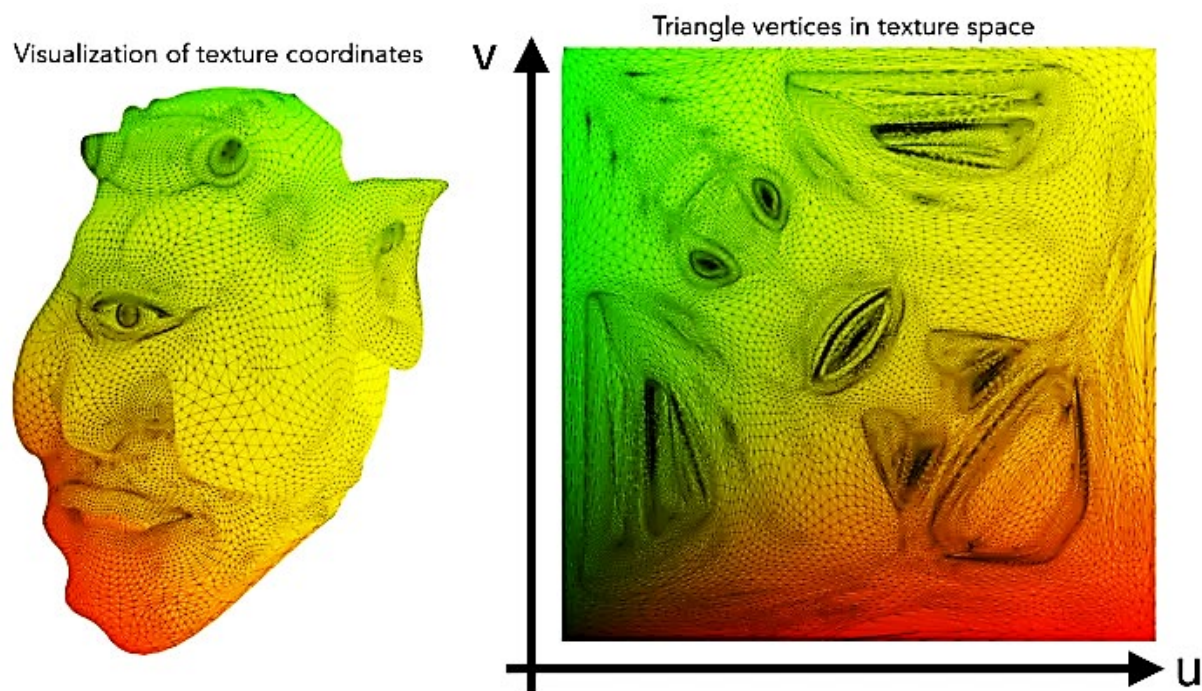 Visualization of texture coordinates
Triangle vertices in texture space
v
u